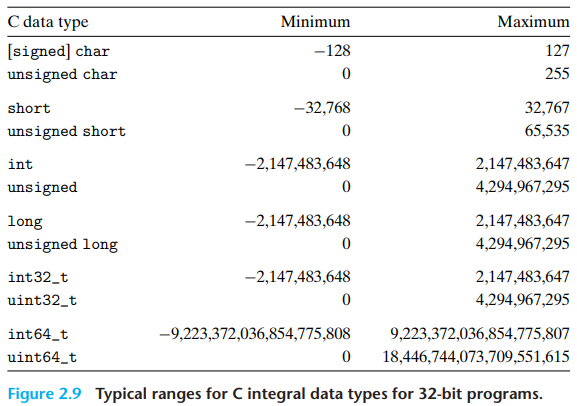 C data type Minimum Maximum
[signed] char −128 127
unsigned char 0 255
short −32,768 32,767
unsigned short 0 65,535
int −2,147,483,648 2,147,483,647
unsigned 0 4,294,967,295
long −2,147,483,648 2,147,483,647
unsigned long 0 4,294,967,295
int32_t −2,147,483,648 2,147,483,647
uint32_t 0 4,294,967,295
int64_t −9,223,372,036,854,775,808 9,223,372,036,854,775,807
uint64_t 0 18,446,744,073,709,551,615
Figure 2.9 Typical ranges for C integral data types for 32-bit programs.